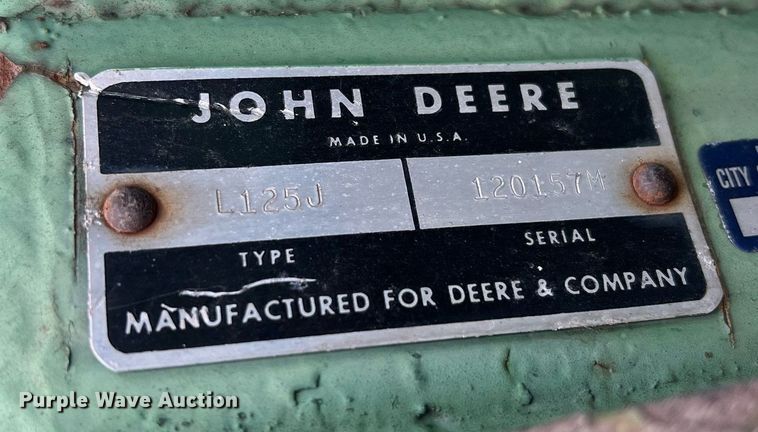 JOHN DEERE
MADE IN U.S.A.
L125J 120157M
TYPE SERIAL
MANUFACTURED FOR DEERE & COMPANY
CITY
Purple Wave Auction